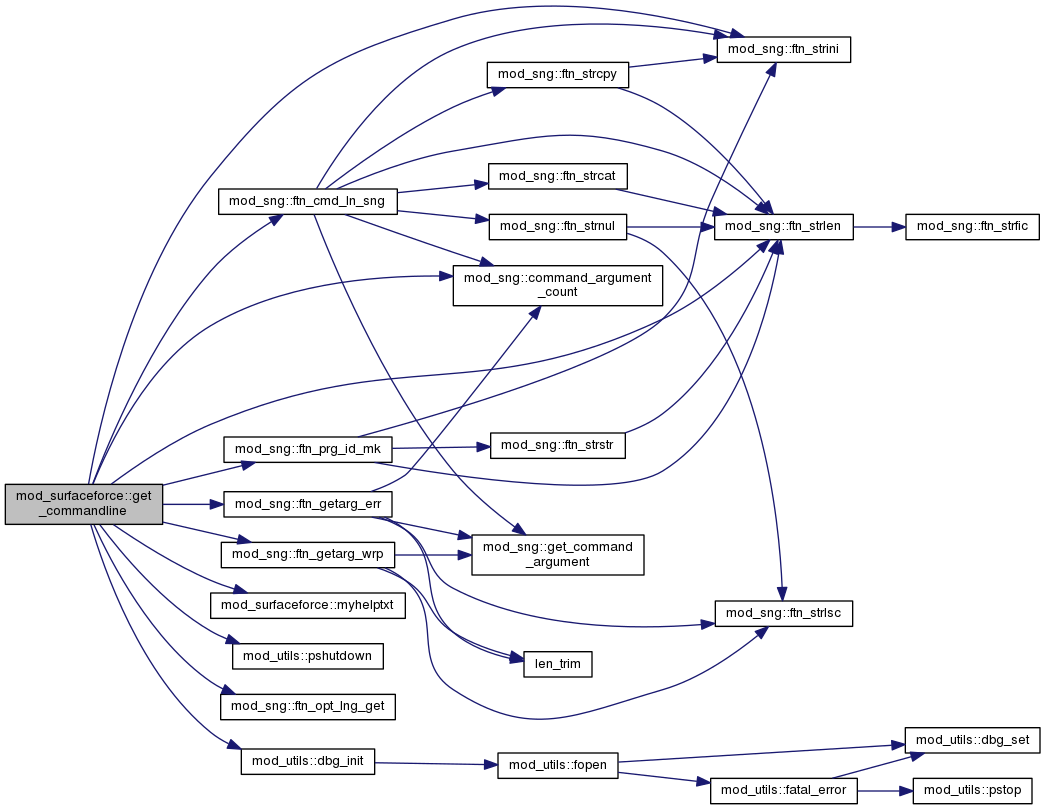 mod_sng::ftn_strini
mod_sng::ftn_strcpy
mod_sng::ftn_strcat
mod_sng::ftn_cmd_ln_sng
mod_sng::ftn_strnul
mod_sng::ftn_strlen
mod_sng::ftn_strfic
mod_sng::command_argument
_count
mod_sng::ftn_prg_id_mk
mod_sng::ftn_strstr
mod_surfaceforce::get
_commandline
mod_sng::ftn_getarg_err
mod_sng::ftn_getarg_wrp
mod_sng::get_command
_argument
mod_surfaceforce::myhelptxt
mod_sng::ftn_strlsc
mod_utils::pshutdown
len_trim
mod_sng::ftn_opt_lng_get
mod_utils::dbg_init
mod_utils::fopen
mod_utils::dbg_set
mod_utils::fatal_error
mod_utils::pstop